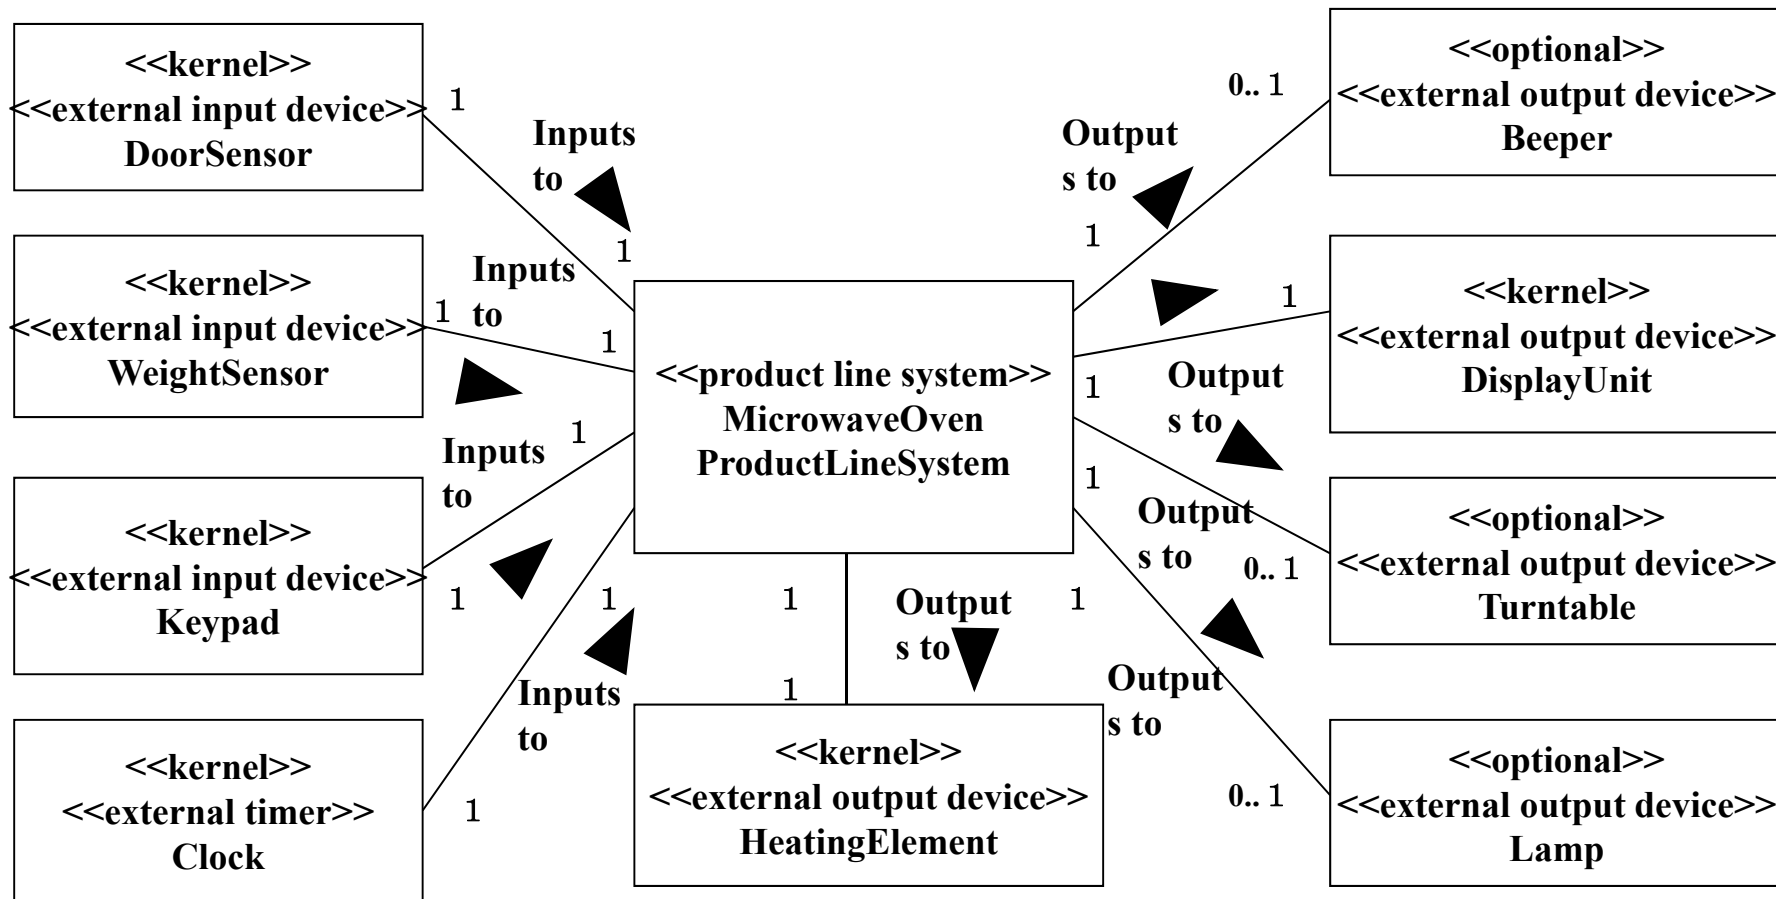 <<kernel>>
<<external input device>>
DoorSensor
1
Inputs
to
1
<<kernel>>
<<external input device>>
WeightSensor
1
Inputs
to
1
<<kernel>>
<<external input device>>
Keypad
1
Inputs
to
1
<<kernel>>
<<external timer>>
Clock
1
Inputs
to
1
<<product line system>>
MicrowaveOven
ProductLineSystem
1
Output
s to
1
<<kernel>>
<<external output device>>
HeatingElement
1
Output
s to
0.. 1
<<optional>>
<<external output device>>
Beeper
1
Output
s to
1
<<kernel>>
<<external output device>>
DisplayUnit
1
Output
s to
0.. 1
<<optional>>
<<external output device>>
Turntable
1
Output
s to
0.. 1
<<optional>>
<<external output device>>
Lamp